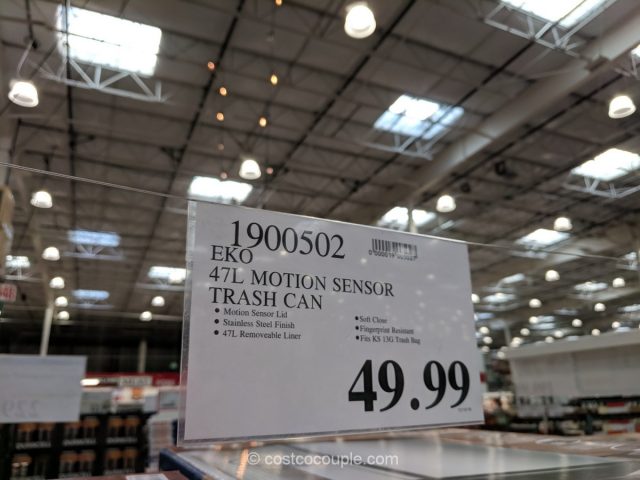 1900502
EKO
47L MOTION SENSOR
TRASH CAN
• Motion Sensor Lid
• Stainless Steel Finish
• 47L Removeable Liner
• Soft Close
• Fingerprint Resistant
• Fits KS 13G Trash Bag
49.99
© costcocouple.com